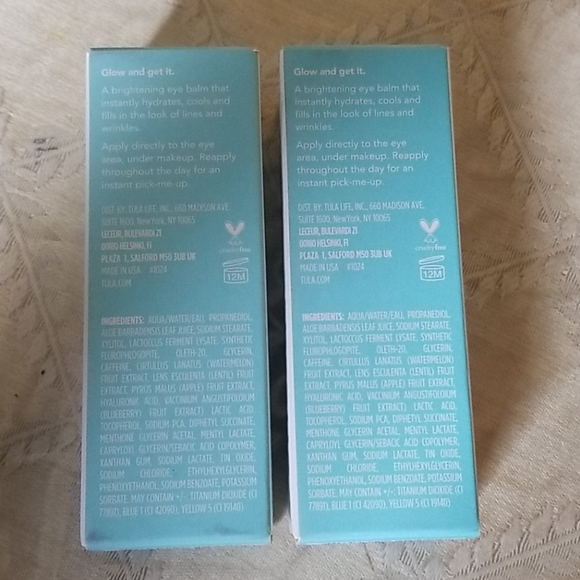 Glow and get it.
A brightening eye balm that
instantly hydrates, cools and
fills in the look of lines and
wrinkles.
Apply directly to the eye
area, under makeup. Reapply
throughout the day for an
instant pick-me-up.
DIST. BY: TULA LIFE, INC., 660 MADISON AVE.
SUITE 1600, NewYork, NY 10065
LECEUR, BULEVARDI 21
00180 HELSINKO, FI
PLAZA 1, SALFORD M50 3UB UK
MADE IN USA #1024
TULA.COM
TULA
crueltyfree
12M
INGREDIENTS: AQUA/WATER/EAU, PROPANEDIOL,
ALOE BARBADENSIS LEAF JUICE, SODIUM STEARATE,
XYLITOL, LACTOCOCCUS FERMENT LYSATE, SYNTHETIC
FLUORPHLOGOPITE, OLETH-20, GLYCERIN,
CAFFEINE, CIRTULLUS LANATUS (WATERMELON)
FRUIT EXTRACT, LENS ESCULENTA (LENTIL) FRUIT
EXTRACT, PYRUS MALUS (APPLE) FRUIT EXTRACT,
HYALURONIC ACID, VACCINIUM ANGUSTIFOLIUM
(BLUEBERRY) FRUIT EXTRACT) LACTIC ACID,
TOCOPHEROL, SODIUM PCA, DIPHETYL SUCCINATE,
MENTHONE GLYCERIN ACETAL, MENTYL LACTATE,
CAPRYLOYL GLYCERIN/SEBACIC ACID COPOLYMER,
XANTHAN GUM, SODIUM LACTATE, TIN OXIDE,
SODIUM CHLORIDE, ETHYLHEXYLGLYCERIN,
PHENOXYETHANOL, SODIUM BENZOATE, POTASSIUM
SORBATE. MAY CONTAIN +/-: TITANIUM DIOXIDE (CI
77891), BLUE 1 (CI 42090), YELLOW 5 (CI 19140)
Glow and get it.
A brightening eye balm that
instantly hydrates, cools and
fills in the look of lines and
wrinkles.
Apply directly to the eye
area, under makeup. Reapply
throughout the day for an
instant pick-me-up.
DIST. BY: TULA LIFE, INC., 660 MADISON AVE.
SUITE 1600, NewYork, NY 10065
LECEUR, BULEVARDI 21
00180 HELSINKO, FI
PLAZA 1, SALFORD M50 3UB UK
MADE IN USA #1024
TULA.COM
TULA
crueltyfree
12M
INGREDIENTS: AQUA/WATER/EAU, PROPANEDIOL,
ALOE BARBADENSIS LEAF JUICE, SODIUM STEARATE,
XYLITOL, LACTOCOCCUS FERMENT LYSATE, SYNTHETIC
FLUORPHLOGOPITE, OLETH-20, GLYCERIN,
CAFFEINE, CIRTULLUS LANATUS (WATERMELON)
FRUIT EXTRACT, LENS ESCULENTA (LENTIL) FRUIT
EXTRACT, PYRUS MALUS (APPLE) FRUIT EXTRACT,
HYALURONIC ACID, VACCINIUM ANGUSTIFOLIUM
(BLUEBERRY) FRUIT EXTRACT) LACTIC ACID,
TOCOPHEROL, SODIUM PCA, DIPHETYL SUCCINATE,
MENTHONE GLYCERIN ACETAL, MENTYL LACTATE,
CAPRYLOYL GLYCERIN/SEBACIC ACID COPOLYMER,
XANTHAN GUM, SODIUM LACTATE, TIN OXIDE,
SODIUM CHLORIDE, ETHYLHEXYLGLYCERIN,
PHENOXYETHANOL, SODIUM BENZOATE, POTASSIUM
SORBATE. MAY CONTAIN +/-: TITANIUM DIOXIDE (CI
77891), BLUE 1 (CI 42090), YELLOW 5 (CI 19140)